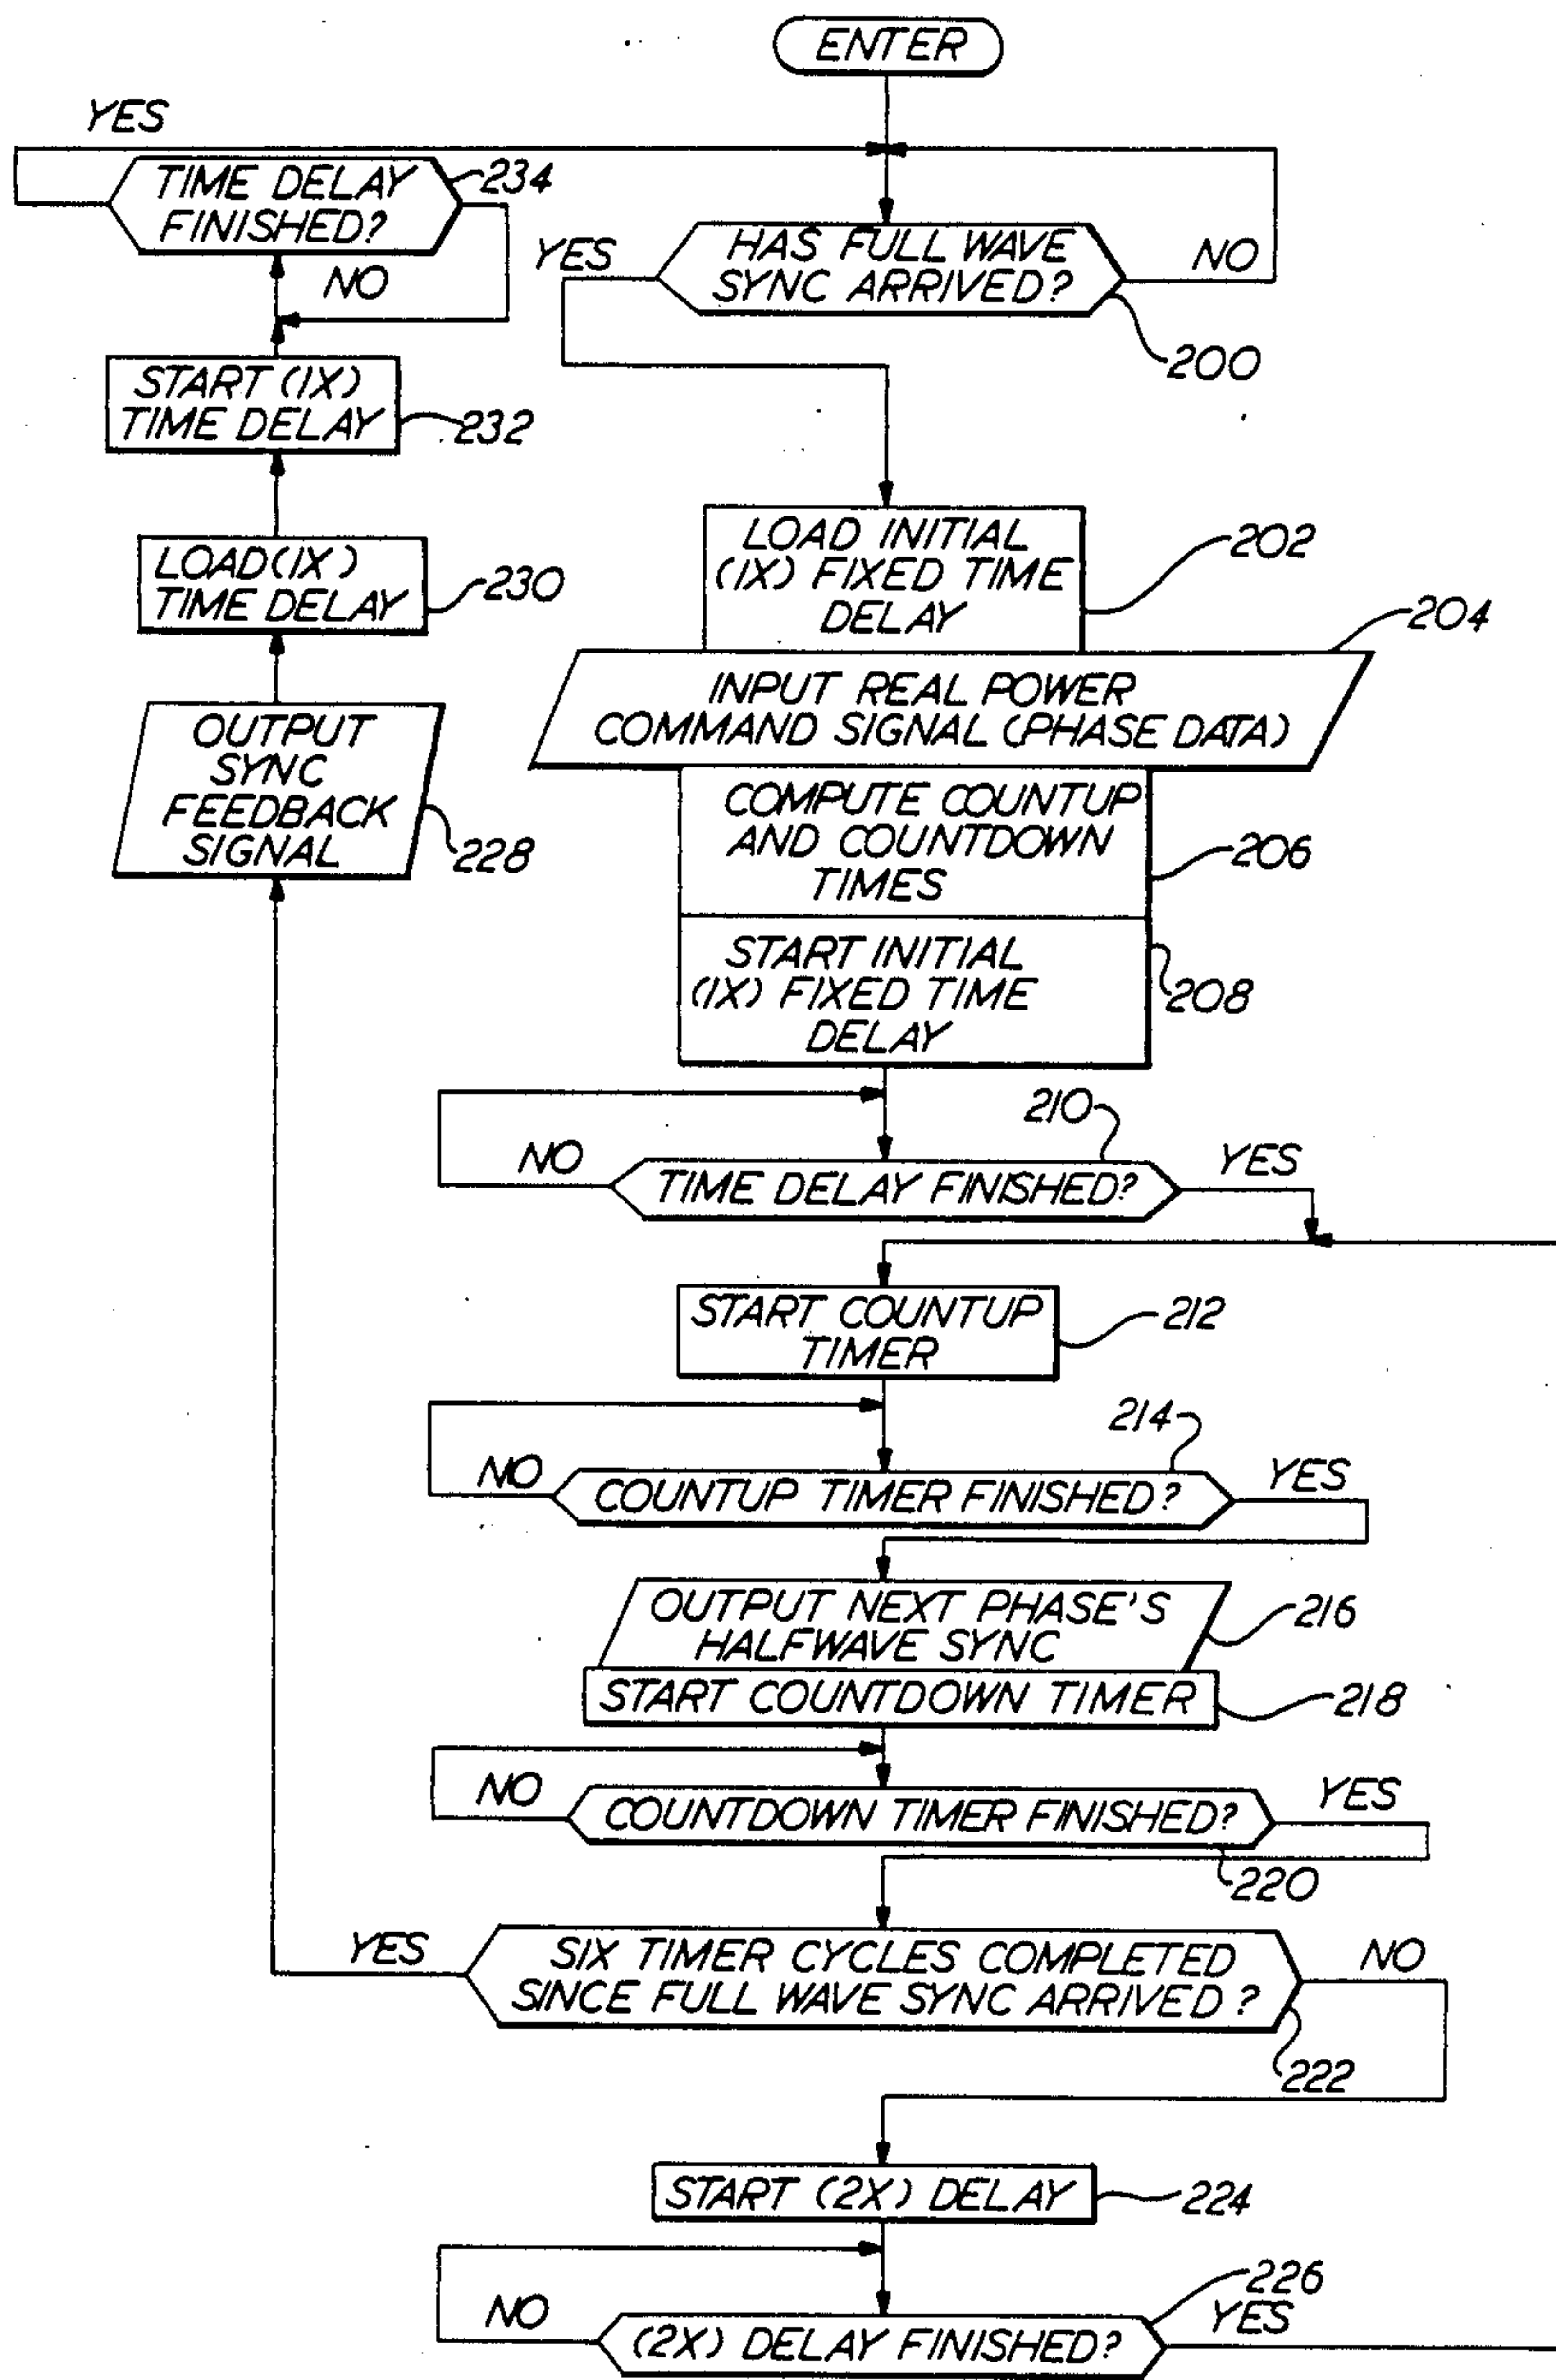 ENTER
YES
TIME DELAY
FINISHED?
234
NO
HAS FULL WAVE
SYNC ARRIVED?
YES
NO
200
START (1X)
TIME DELAY
232
LOAD (1X)
TIME DELAY
230
OUTPUT
SYNC
FEEDBACK
SIGNAL
228
LOAD INITIAL
(1X) FIXED TIME
DELAY
202
204
INPUT REAL POWER
COMMAND SIGNAL (PHASE DATA)
COMPUTE COUNTUP
AND COUNTDOWN
TIMES
206
START INITIAL
(1X) FIXED TIME
DELAY
208
210
NO
TIME DELAY FINISHED?
YES
START COUNTUP
TIMER
212
214
NO
COUNTUP TIMER FINISHED?
YES
OUTPUT NEXT PHASE'S
HALFWAVE SYNC
216
START COUNTDOWN TIMER
218
NO
COUNTDOWN TIMER FINISHED?
YES
220
YES
SIX TIMER CYCLES COMPLETED
SINCE FULL WAVE SYNC ARRIVED?
NO
222
START (2X) DELAY
224
226
NO
(2X) DELAY FINISHED?
YES